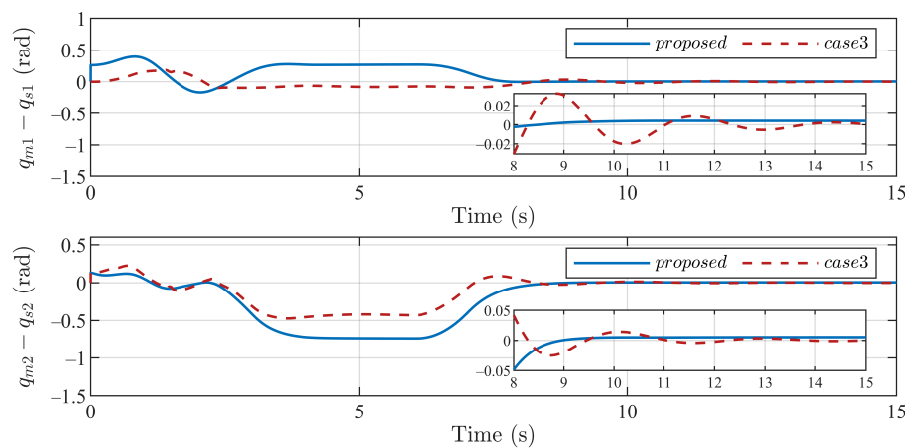 1
0.5
0
−0.5
−1
−1.5
q_{m1} − q_{s1} (rad)
proposed case3
0.02
0
−0.02
8 9 10 11 12 13 14 15
0 5 10 15
Time (s)
0.5
0
−0.5
−1
−1.5
q_{m2} − q_{s2} (rad)
proposed case3
0.05
0
−0.05
8 9 10 11 12 13 14 15
0 5 10 15
Time (s)